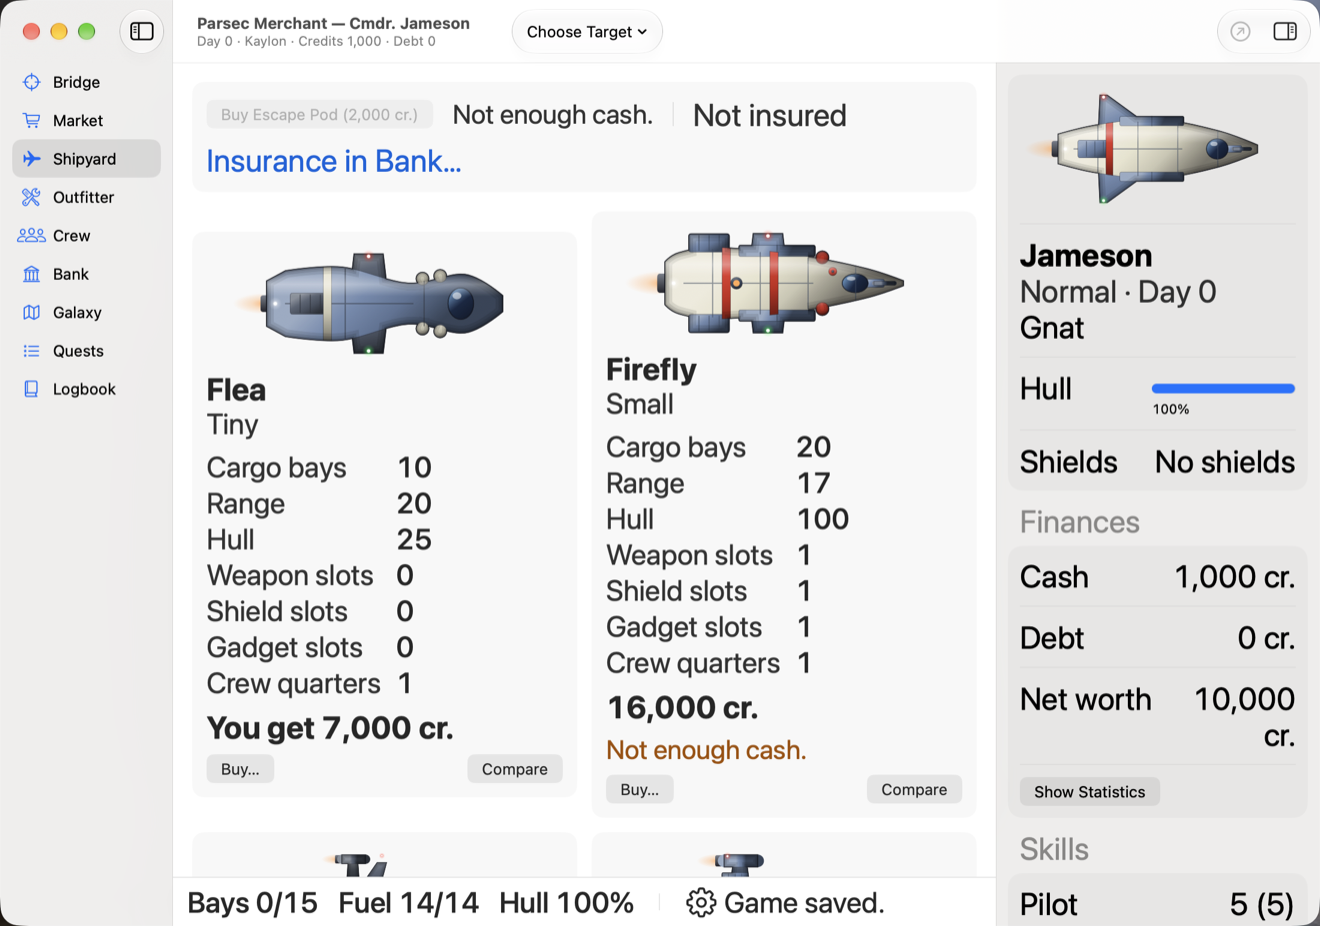 Parsec Merchant — Cmdr. Jameson
Day 0 · Kaylon · Credits 1,000 · Debt 0
Choose Target
Bridge
Market
Shipyard
Outfitter
Crew
Bank
Galaxy
Quests
Logbook
Buy Escape Pod (2,000 cr.)
Not enough cash.
Not insured
Insurance in Bank...
Flea
Tiny
Cargo bays 10
Range 20
Hull 25
Weapon slots 0
Shield slots 0
Gadget slots 0
Crew quarters 1
You get 7,000 cr.
Buy...
Compare
Firefly
Small
Cargo bays 20
Range 17
Hull 100
Weapon slots 1
Shield slots 1
Gadget slots 1
Crew quarters 1
16,000 cr.
Not enough cash.
Buy...
Compare
Bays 0/15 Fuel 14/14 Hull 100%
Game saved.
Jameson
Normal · Day 0
Gnat
Hull
100%
Shields No shields
Finances
Cash 1,000 cr.
Debt 0 cr.
Net worth 10,000
cr.
Show Statistics
Skills
Pilot 5 (5)